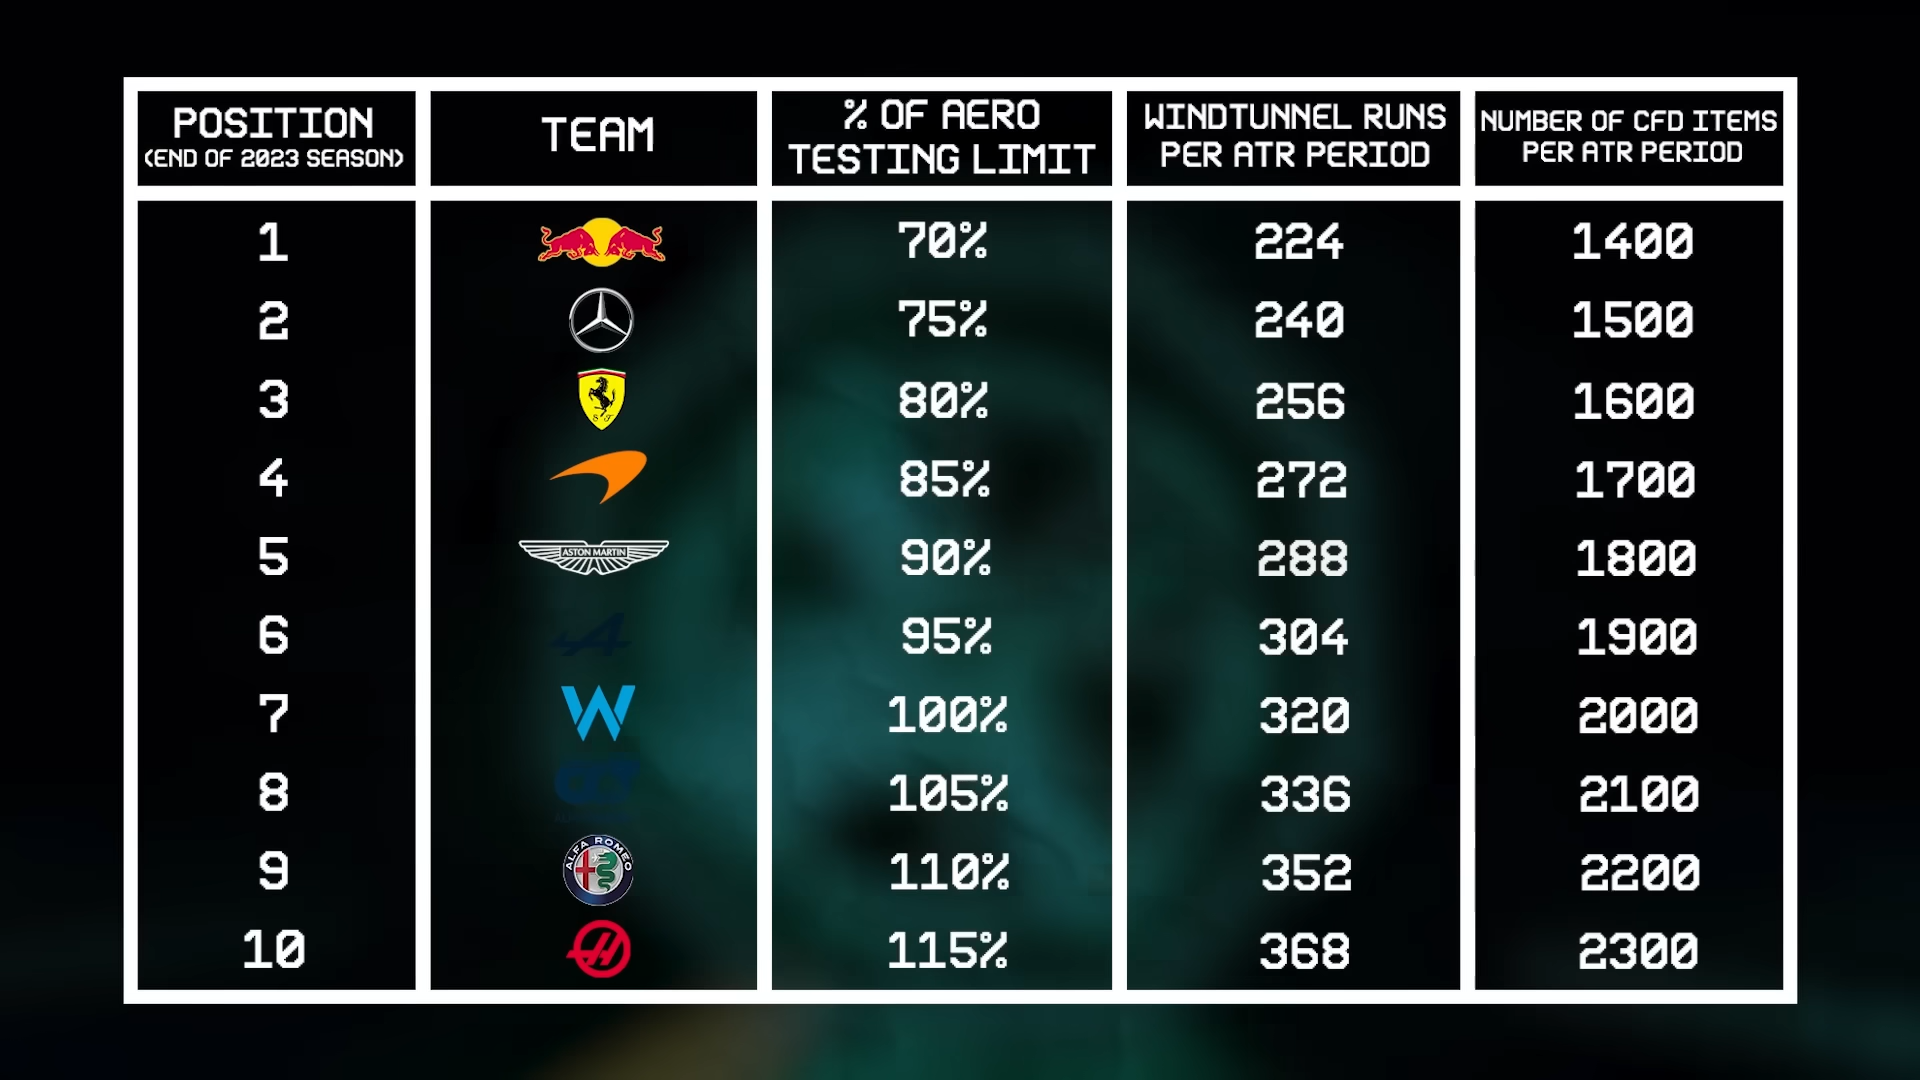 POSITION
(END OF 2023 SEASON)
TEAM
% OF AERO
TESTING LIMIT
WINDTUNNEL RUNS
PER ATR PERIOD
NUMBER OF CFD ITEMS
PER ATR PERIOD
1 70% 224 1400
2 75% 240 1500
3 S F 80% 256 1600
4 85% 272 1700
5 ASTON MARTIN 90% 288 1800
6 95% 304 1900
7 W 100% 320 2000
8 105% 336 2100
9 ALFA ROMEO 110% 352 2200
10 H 115% 368 2300